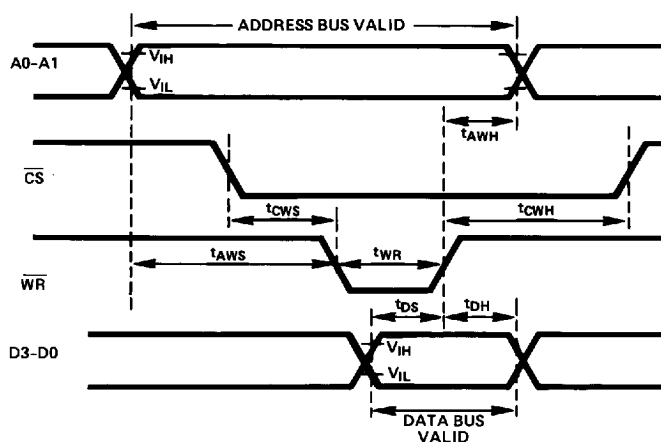 ADDRESS BUS VALID
A0-A1
VIH
VIL
tAWH
CS
tCWS
tCWH
WR
tAWS
tWR
tDS
tDH
D3-D0
VIH
VIL
DATA BUS
VALID